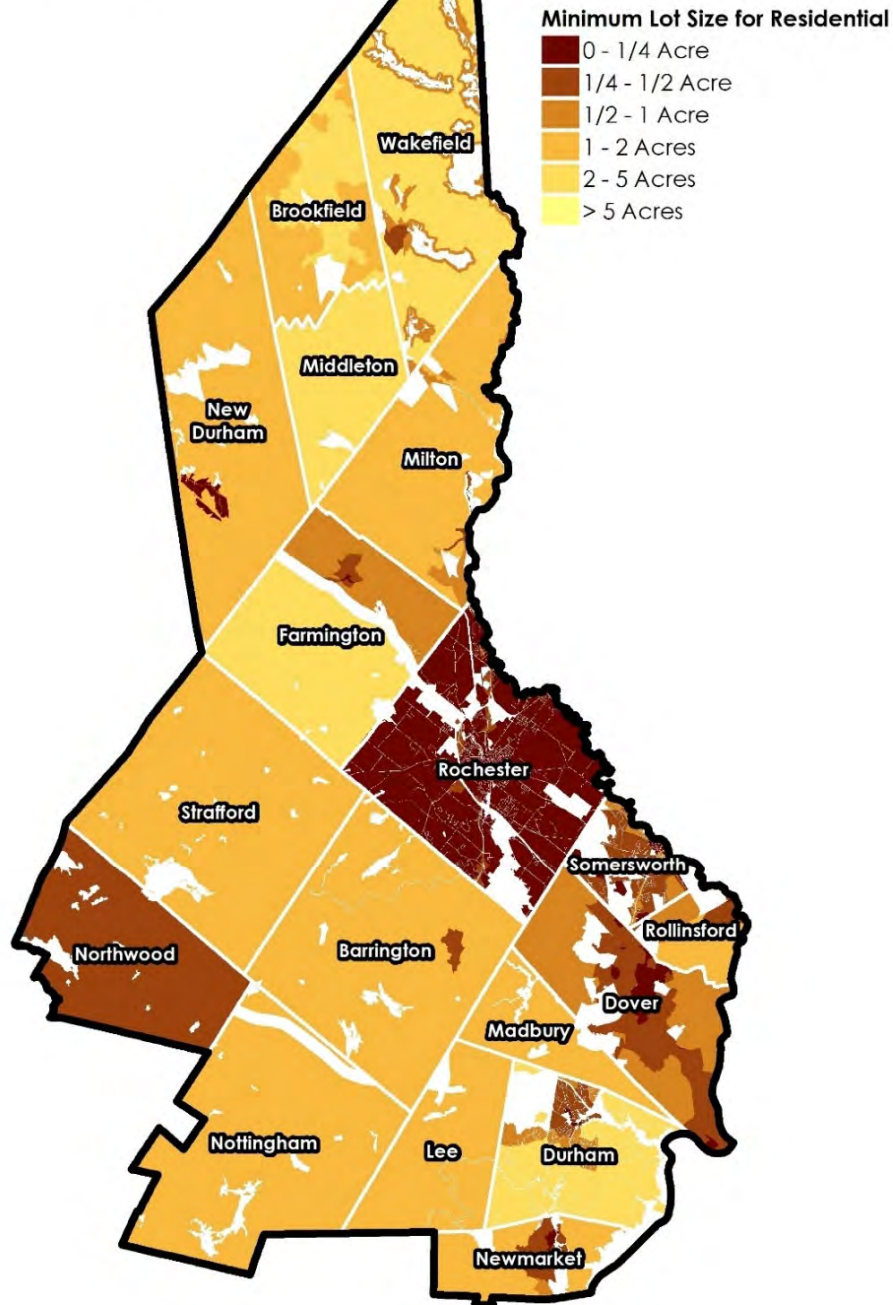 Minimum Lot Size for Residential
0 - 1/4 Acre
1/4 - 1/2 Acre
1/2 - 1 Acre
1 - 2 Acres
2 - 5 Acres
> 5 Acres
Wakefield
Brookfield
Middleton
New
Durham
Milton
Farmington
Rochester
Strafford
Somersworth
Rollinsford
Northwood
Barrington
Dover
Madbury
Nottingham
Lee
Durham
Newmarket